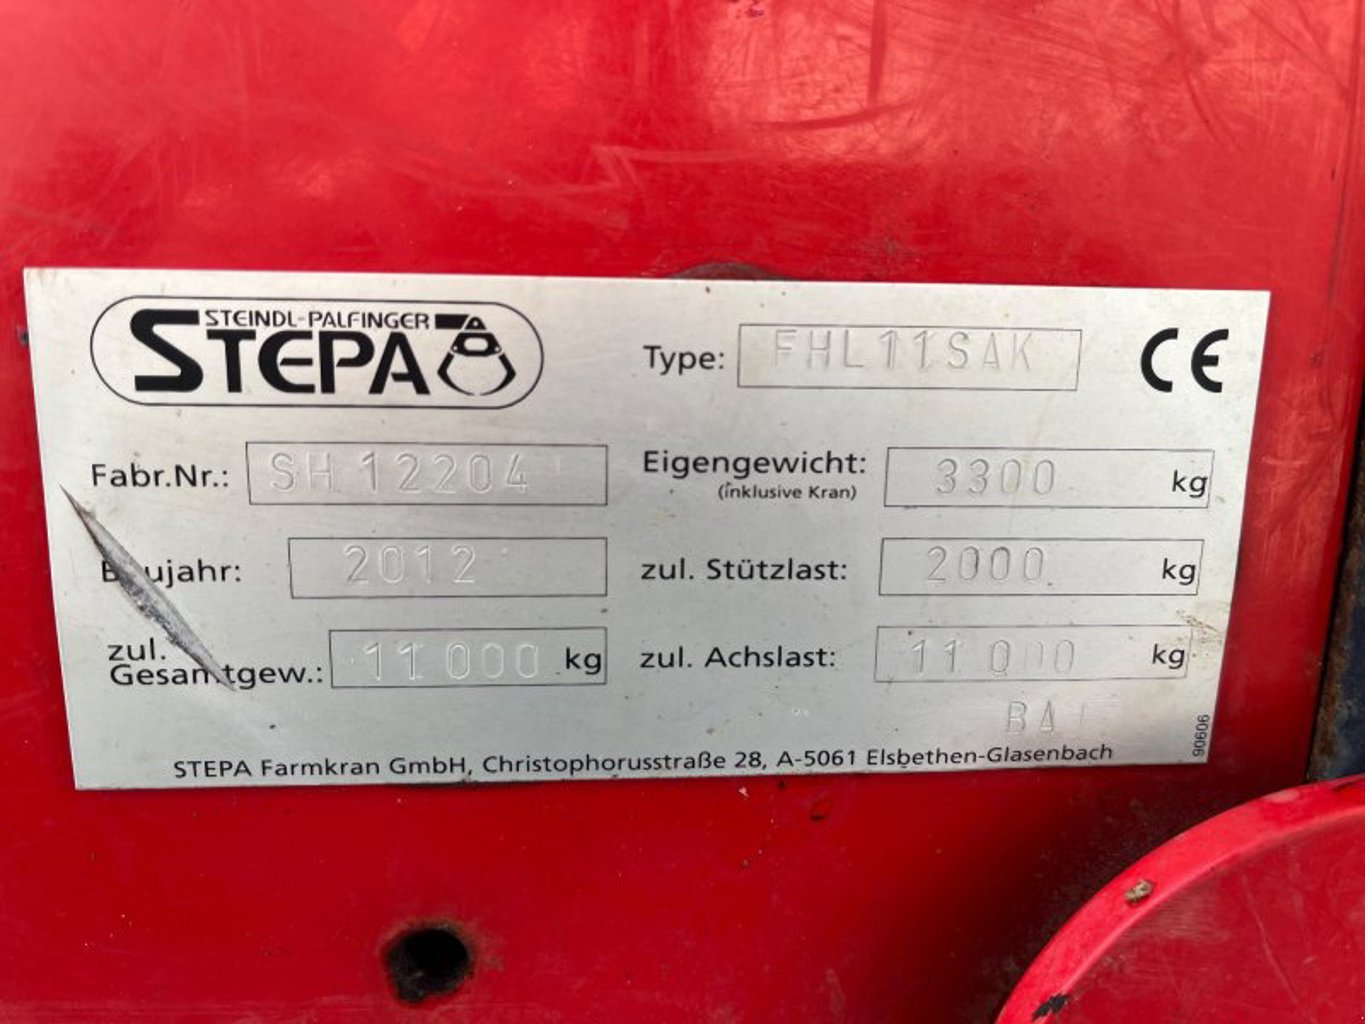 STEINDL-PALFINGER
STEPA
Type: FHL11SAK
CE
Fabr.Nr.: SH 12204
Eigengewicht: 3300 kg
(inklusive Kran)
Baujahr: 2012
zul. Stützlast: 2000 kg
zul.
Gesamtgew.: 11 000 kg
zul. Achslast: 11 000 kg
90606
STEPA Farmkran GmbH, Christophorusstraße 28, A-5061 Elsbethen-Glasenbach